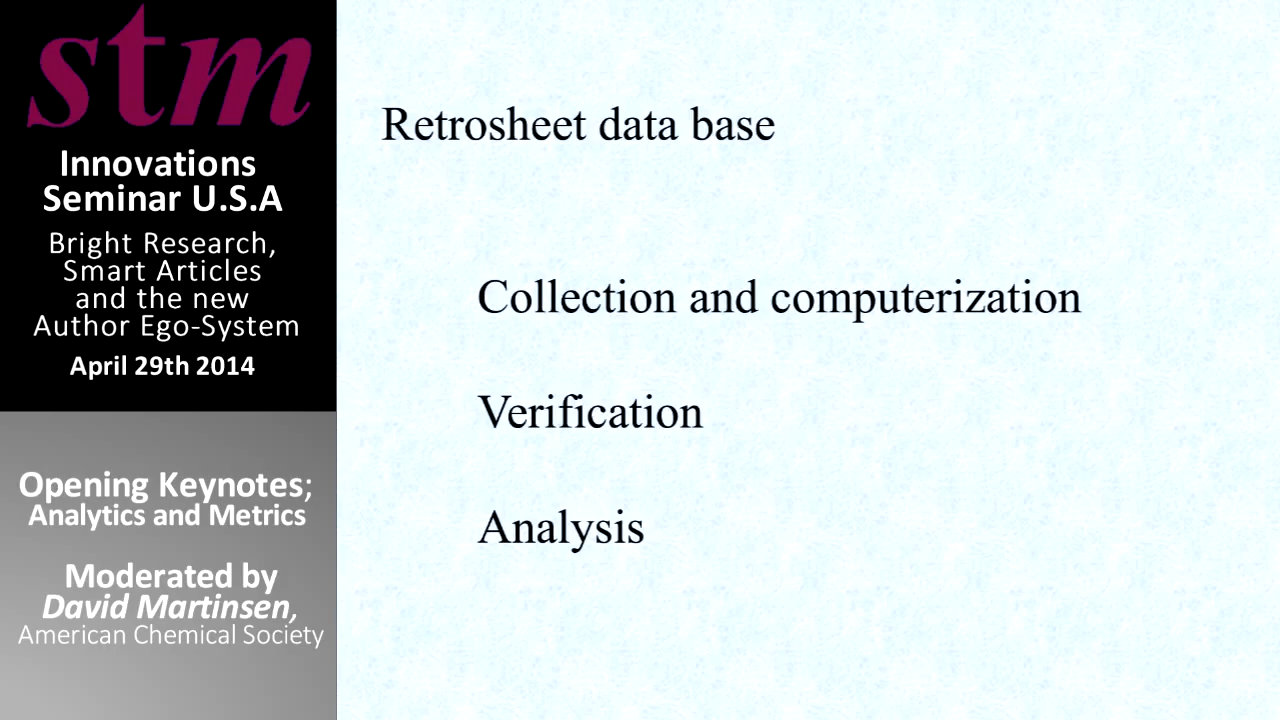 stm
Innovations
Seminar U.S.A
Bright Research,
Smart Articles
and the new
Author Ego-System
April 29th 2014
Opening Keynotes;
Analytics and Metrics
Moderated by
David Martinsen,
American Chemical Society
Retrosheet data base
Collection and computerization
Verification
Analysis